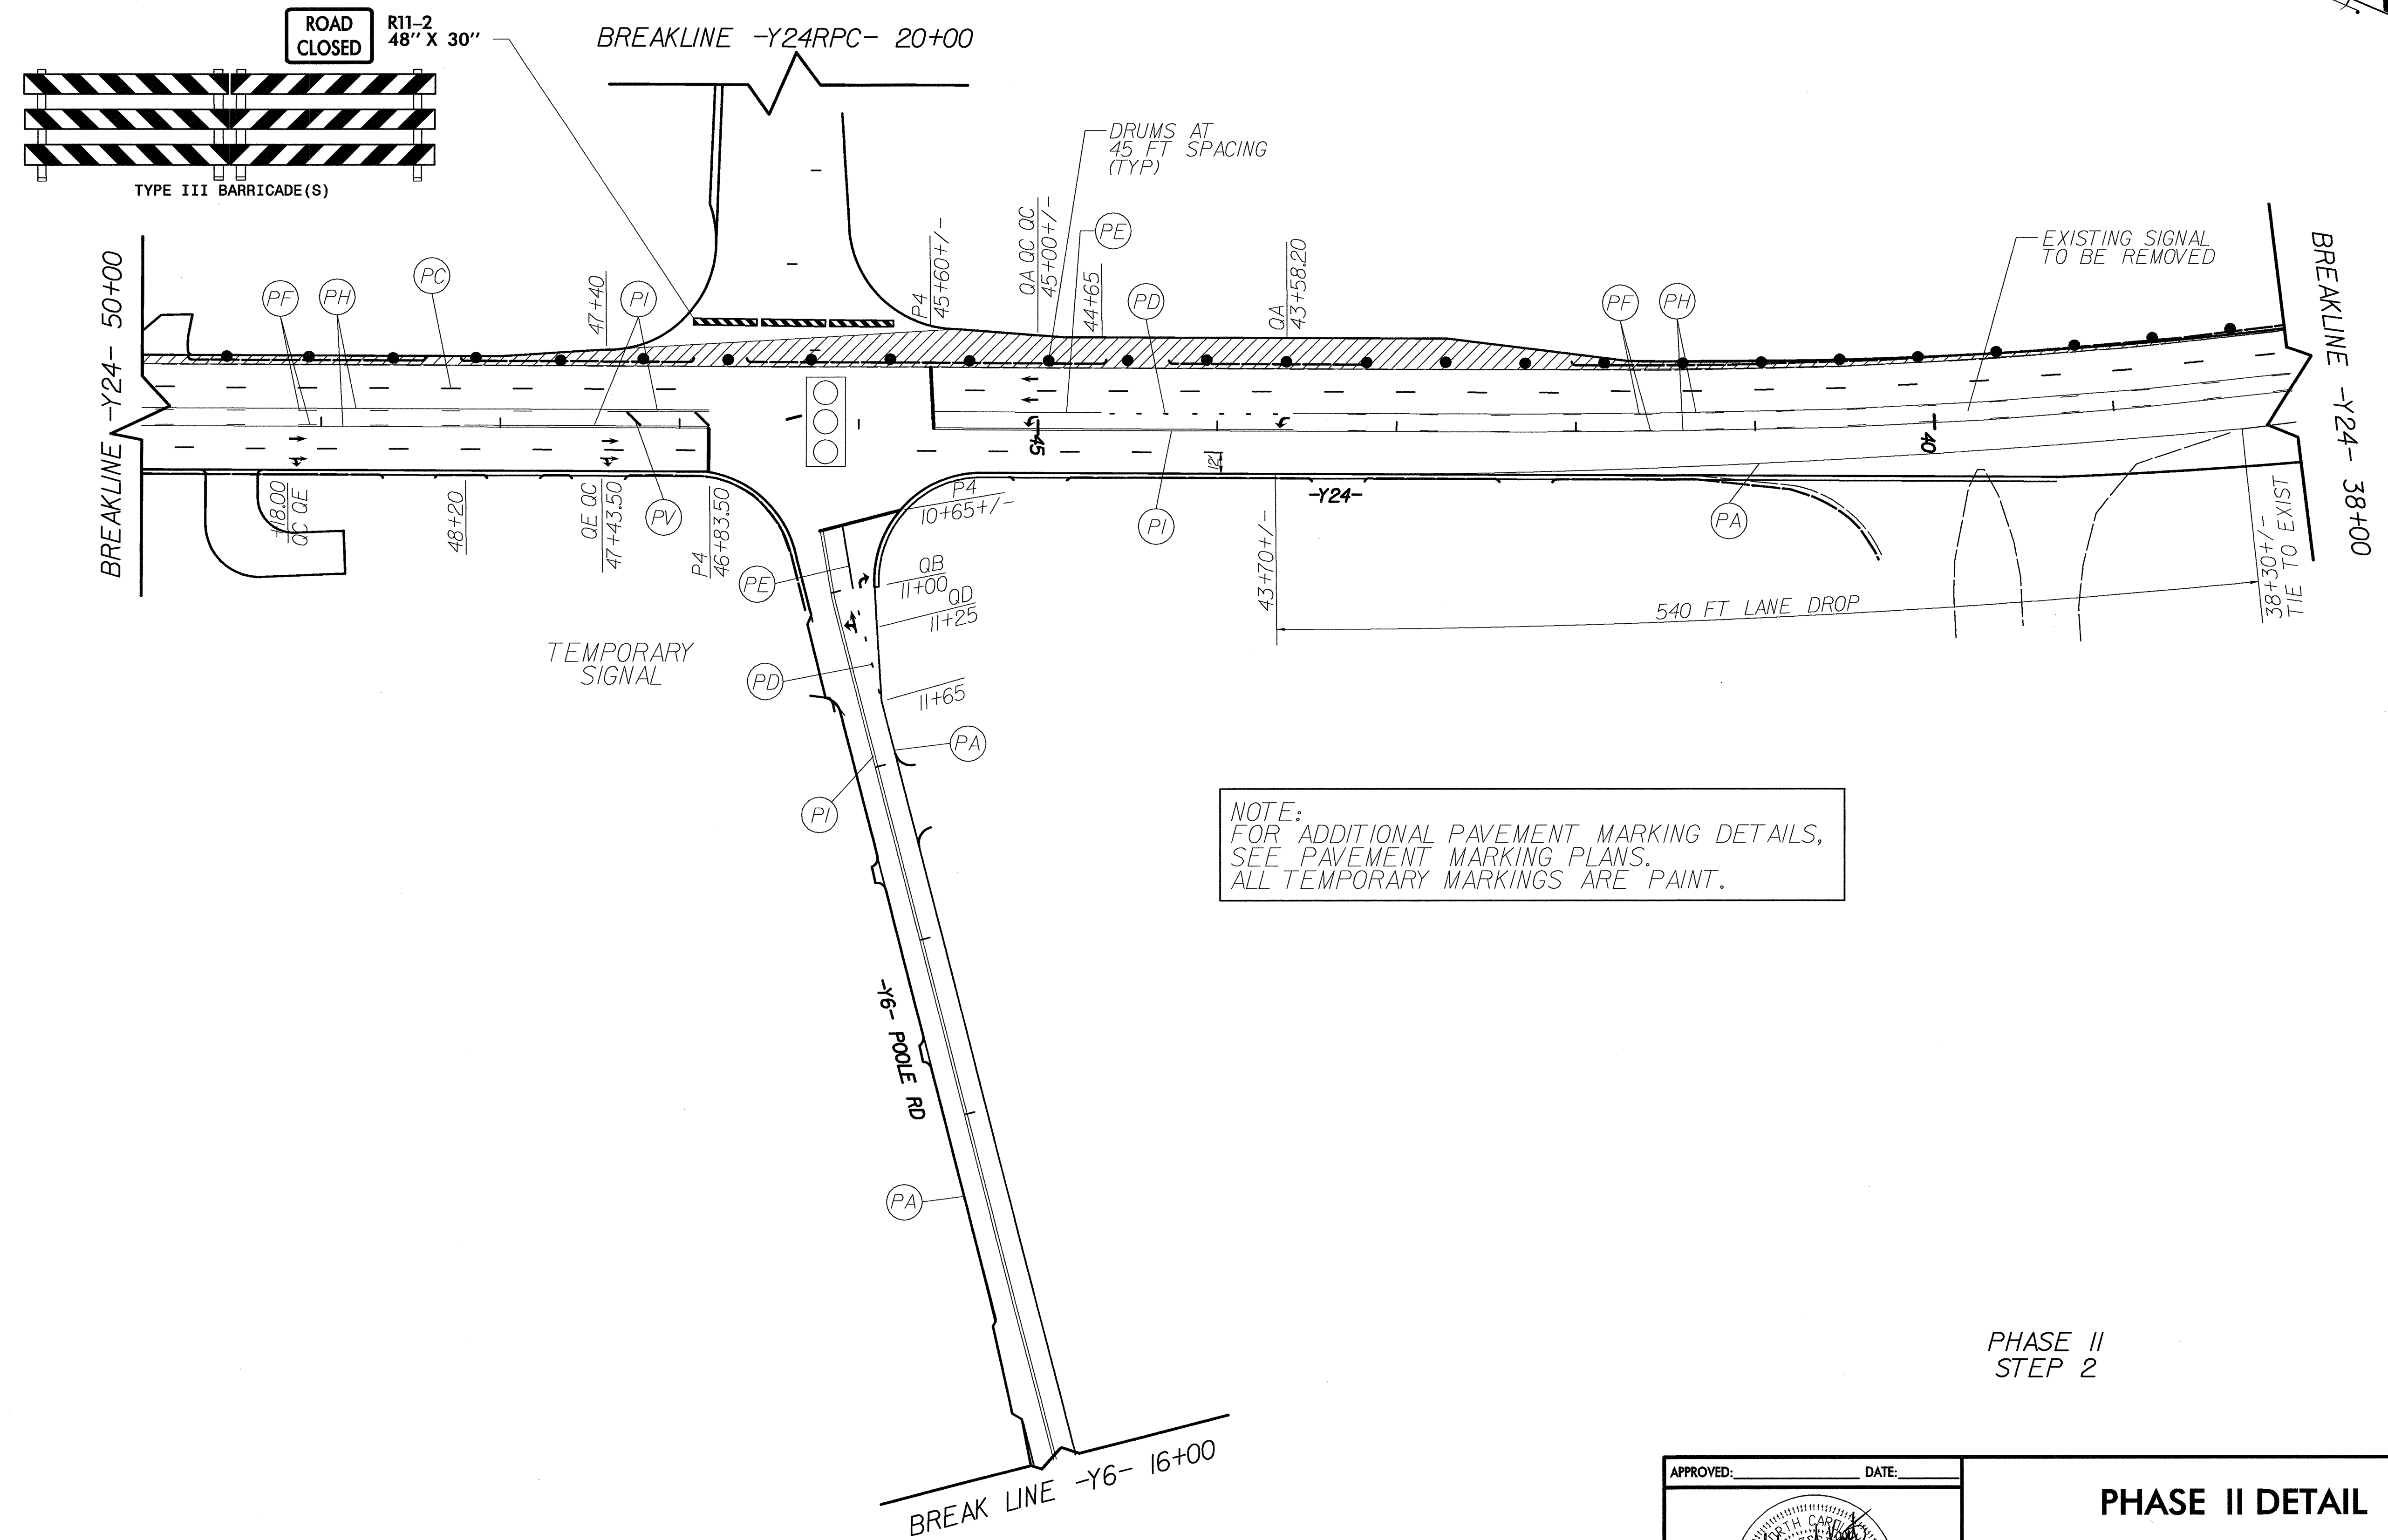 ROAD
CLOSED
R11-2
48" X 30"
TYPE III BARRICADE(S)
BREAKLINE -Y24RPC- 20+00
DRUMS AT
45 FT SPACING
(TYP)
BREAKLINE -Y24- 50+00
PF
PH
PC
47+40
PI
P4
45+60+/-
QA QC QC
45+00+/-
44+65
PE
PD
QA
43+58.20
PF
PH
EXISTING SIGNAL
TO BE REMOVED
BREAKLINE -Y24- 38+00
45
40
12'
+18.00
QC QE
48+20
QE QC
47+43.50
PV
P4
46+83.50
P4
10+65+/-
-Y24-
PI
PA
43+70+/-
540 FT LANE DROP
38+30+/-
TIE TO EXIST
PE
QB
11+00
QD
11+25
TEMPORARY
SIGNAL
PD
11+65
PA
PI
NOTE:
FOR ADDITIONAL PAVEMENT MARKING DETAILS,
SEE PAVEMENT MARKING PLANS.
ALL TEMPORARY MARKINGS ARE PAINT.
-Y6- POOLE RD
PA
BREAK LINE -Y6- 16+00
PHASE II
STEP 2
APPROVED: DATE:
PHASE II DETAIL
NORTH CAROLINA